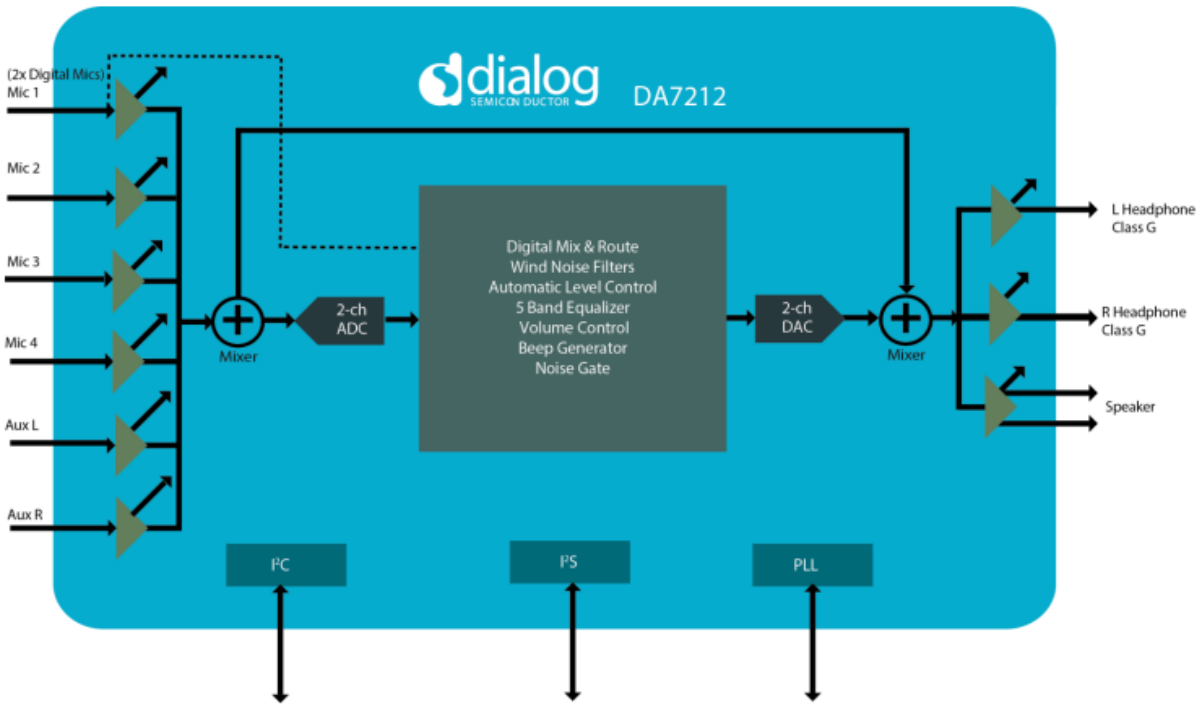 dialog
SEMICONDUCTOR
DA7212
(2x Digital Mics)
Mic 1
Mic 2
Mic 3
Mic 4
Aux L
Aux R
Mixer
2-ch
ADC
Digital Mix & Route
Wind Noise Filters
Automatic Level Control
5 Band Equalizer
Volume Control
Beep Generator
Noise Gate
2-ch
DAC
Mixer
L Headphone
Class G
R Headphone
Class G
Speaker
I²C
I²S
PLL